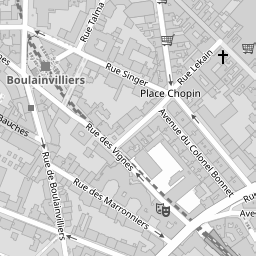 Rue Talma
Rue Singer
Rue Lekain
Boulainvilliers
Place Chopin
Bauches
Rue des Vignes
Avenue du Colonel Bonnet
Rue de Boulainvilliers
Rue des Marronniers
Ave